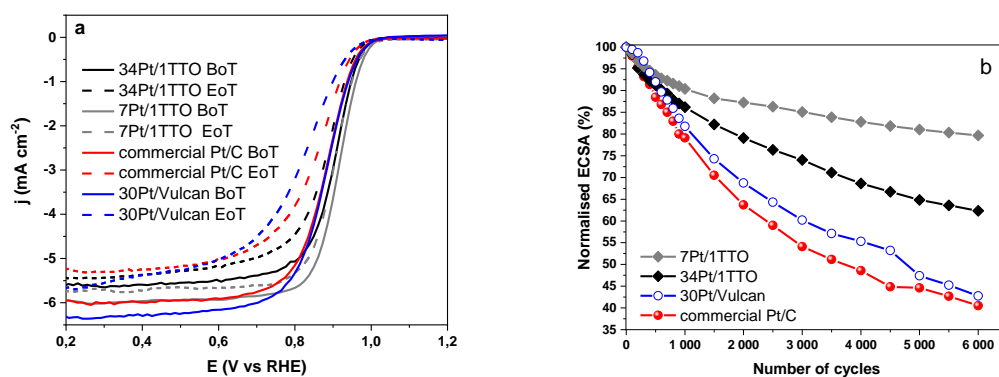 a
0
-1
-2
-3
-4
-5
-6
j (mA cm-2)
34Pt/1TTO BoT
34Pt/1TTO EoT
7Pt/1TTO BoT
7Pt/1TTO EoT
commercial Pt/C BoT
commercial Pt/C EoT
30Pt/Vulcan BoT
30Pt/Vulcan EoT
0,2 0,4 0,6 0,8 1,0 1,2
E (V vs RHE)
b
100
95
90
85
80
75
70
65
60
55
50
45
40
35
Normalised ECSA (%)
7Pt/1TTO
34Pt/1TTO
30Pt/Vulcan
commercial Pt/C
0 1 000 2 000 3 000 4 000 5 000 6 000
Number of cycles